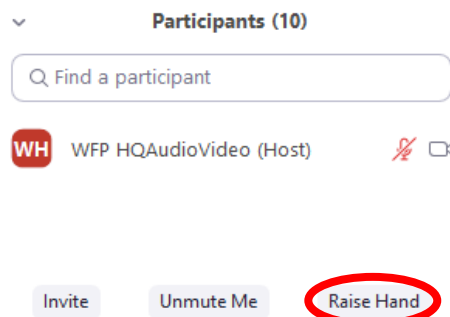 Participants (10)
Find a participant
WH WFP HQAudioVideo (Host)
Invite Unmute Me Raise Hand